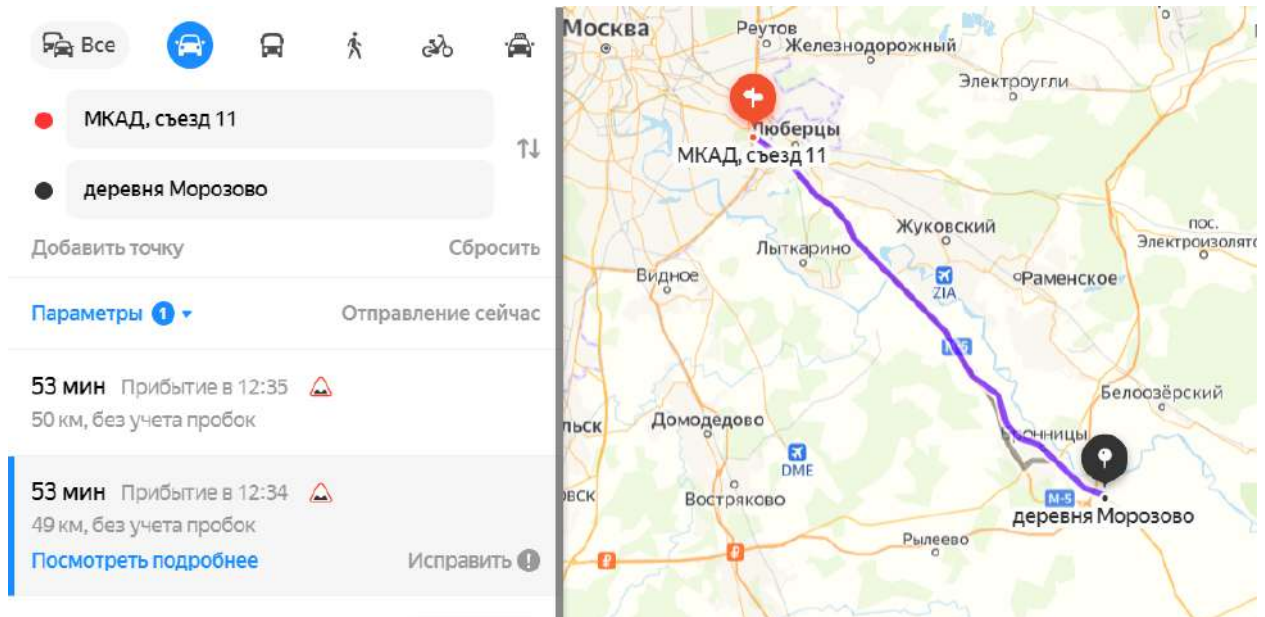 Все
МКАД, съезд 11
деревня Морозово
Добавить точку
Сбросить
Параметры 1
Отправление сейчас
53 мин Прибытие в 12:35
50 км, без учета пробок
53 мин Прибытие в 12:34
49 км, без учета пробок
Посмотреть подробнее
Исправить
Москва
Реутов
Железнодорожный
Электроугли
Люберцы
МКАД, съезд 11
Жуковский
пос.
Лыткарино
Видное
ZIA
Раменское
М-5
Белоозёрский
Домодедово
Бронницы
DME
Востряково
М-5
деревня Морозово
Рылеево